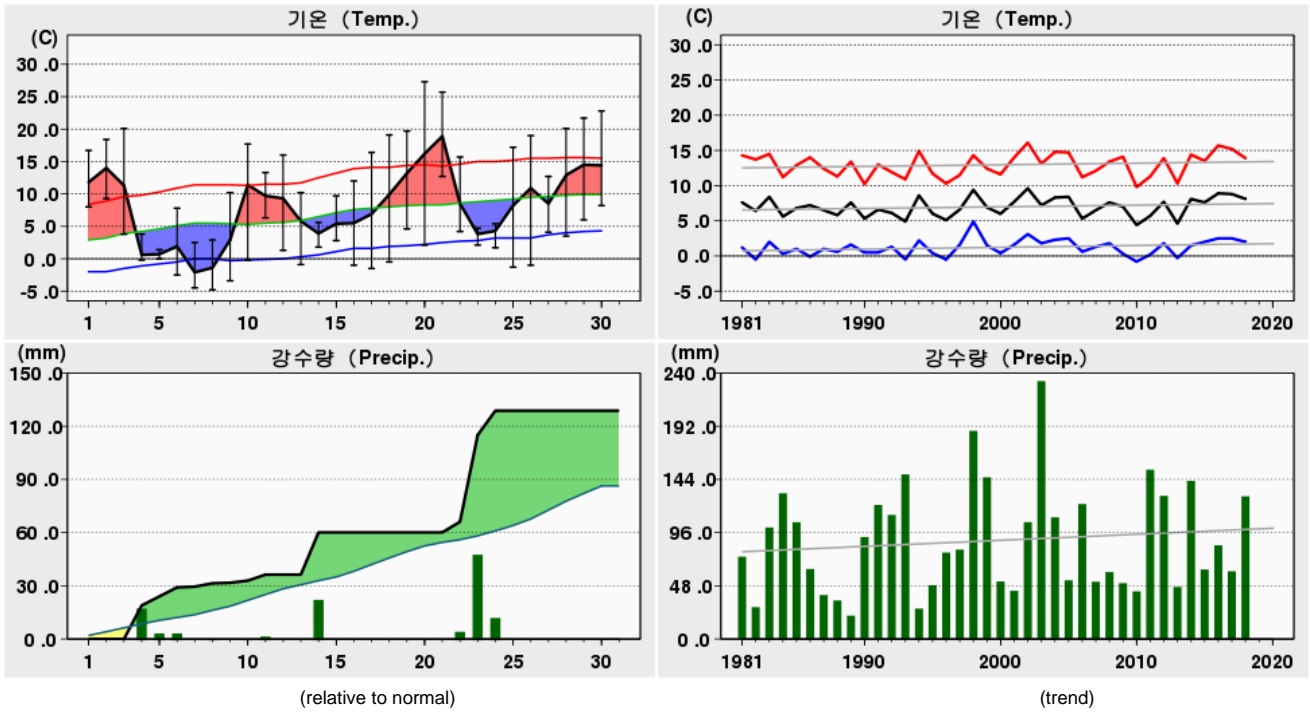 기온 (Temp.)
(C)
30 .0
25 .0
20 .0
15 .0
10 .0
5 .0
0 .0
-5 .0
1 5 10 15 20 25 30
기온 (Temp.)
(C)
30 .0
25 .0
20 .0
15 .0
10 .0
5 .0
0 .0
-5 .0
1981 1990 2000 2010 2020
강수량 (Precip.)
(mm)
150 .0
120 .0
90 .0
60 .0
30 .0
0 .0
1 5 10 15 20 25 30
(relative to normal)
강수량 (Precip.)
(mm)
240 .0
192 .0
144 .0
96 .0
48 .0
0 .0
1981 1990 2000 2010 2020
(trend)